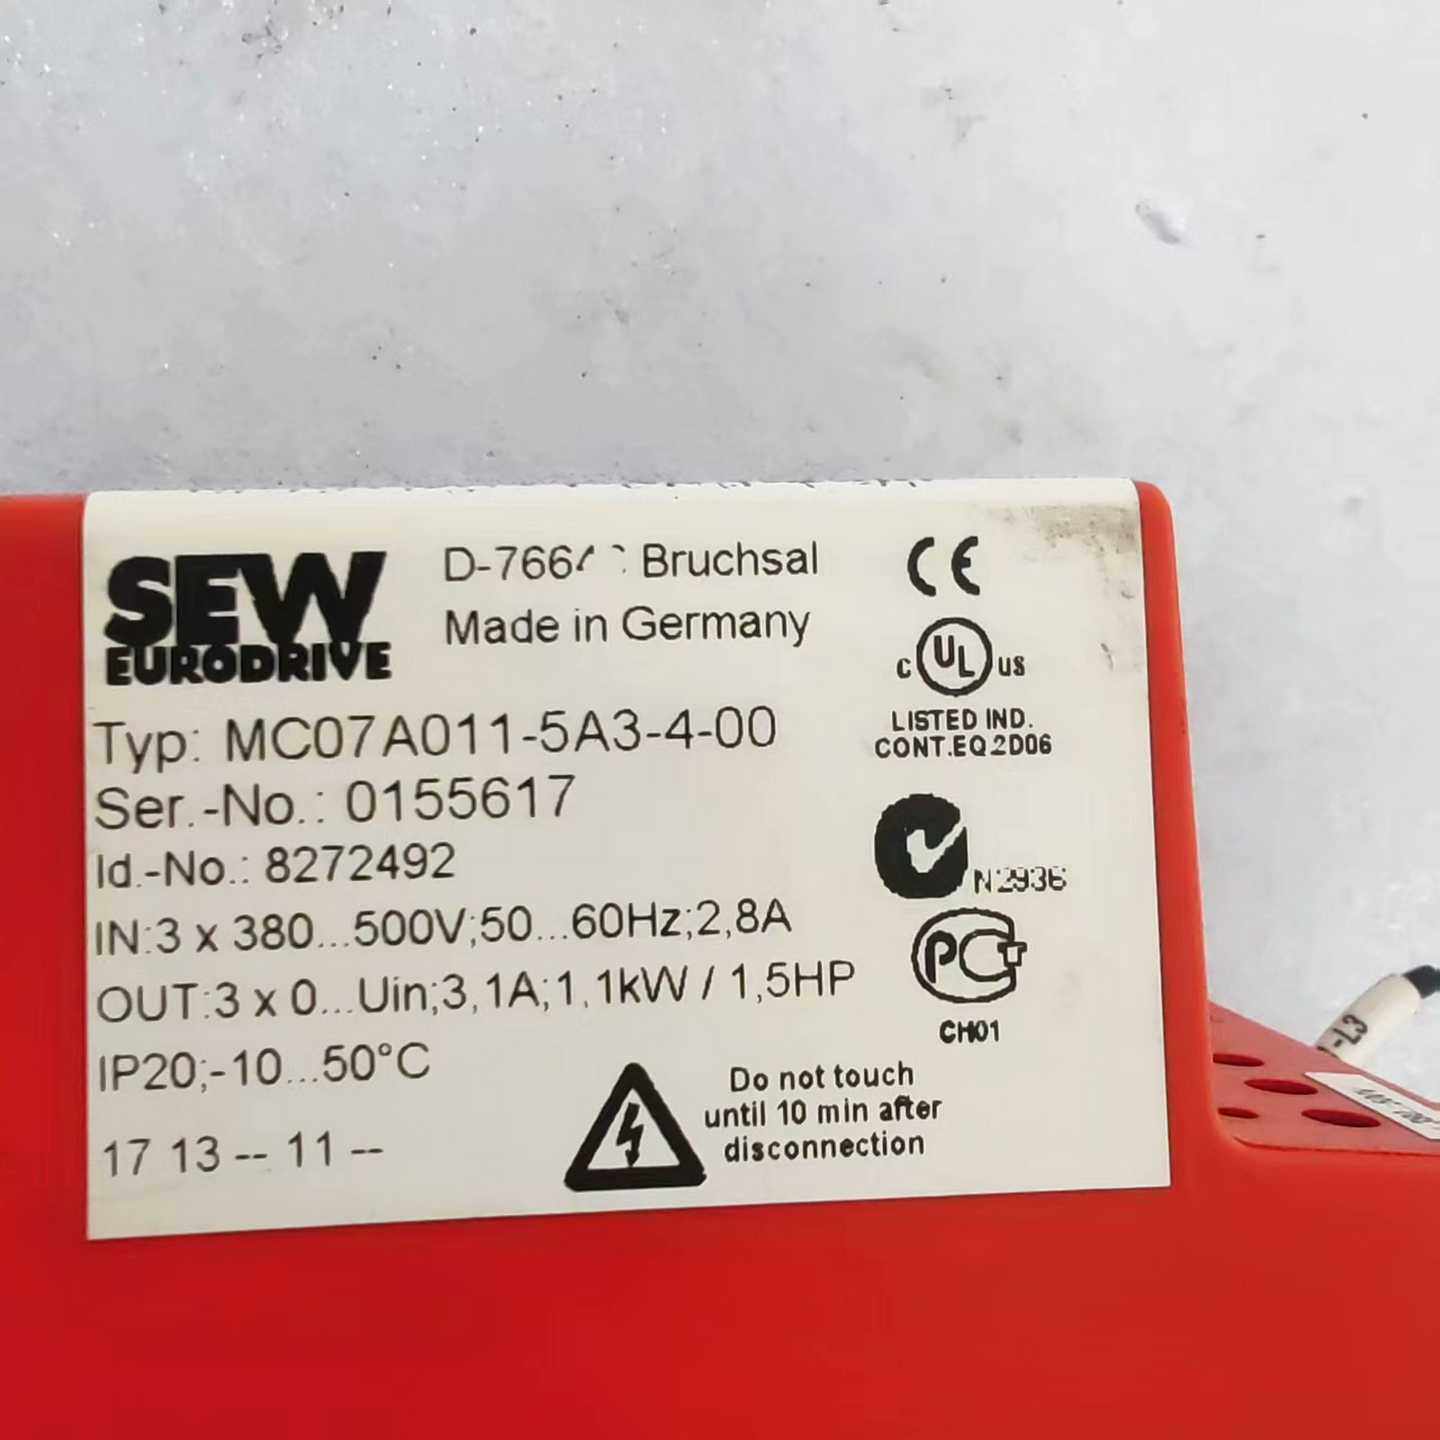 SEW
EURODRIVE
Bruchsal
Made in Germany
Typ: MC07A011-5A3-4-00
Ser.-No.: 0155617
Id.-No.: 8272492
IN:3 x 380...500V;50...60Hz;2,8A
OUT:3 x 0...Uin;3,1A;1,1kW / 1,5HP
IP20;-10...50°C
17 13 -- 11 --
CE
c UL us
LISTED IND.
CONT.EQ 2D06
N2936
PCT
CH01
Do not touch
until 10 min after
disconnection
-L3